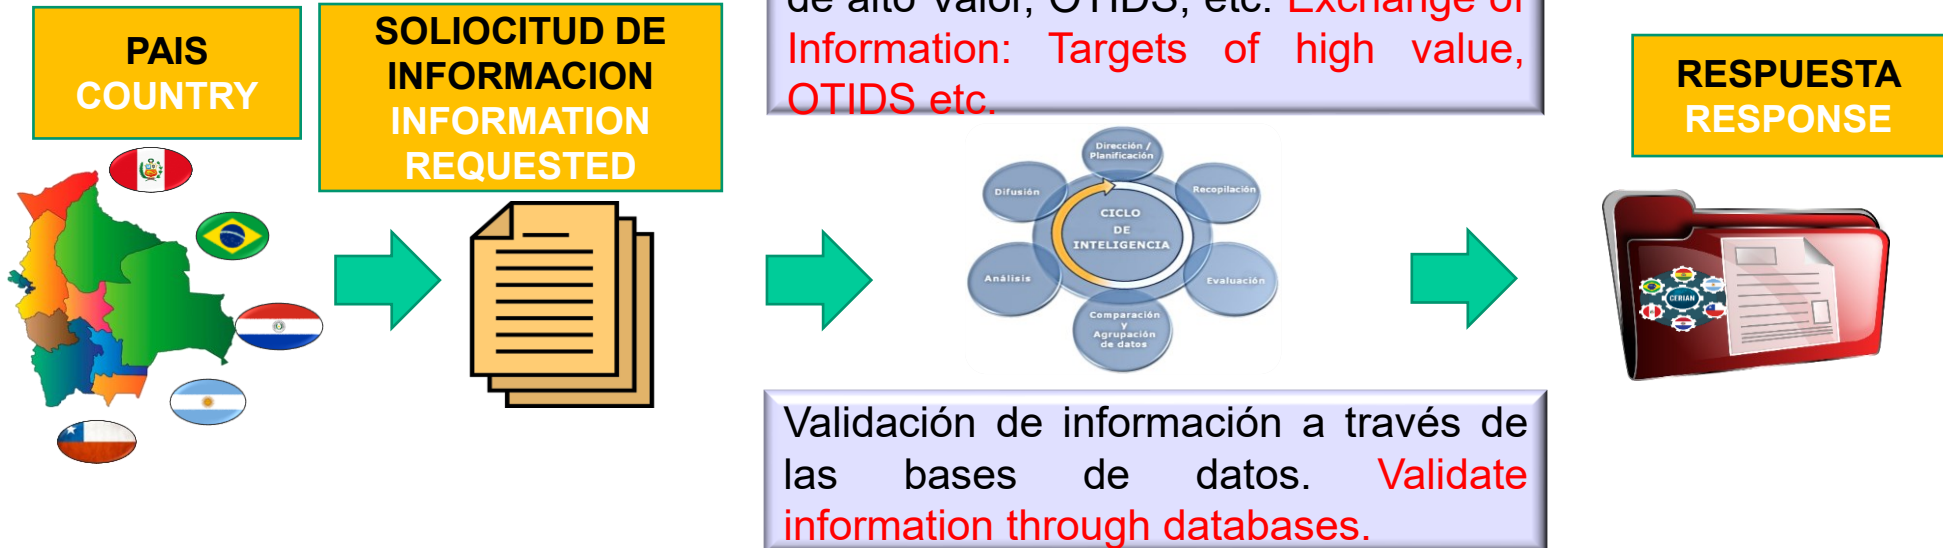 PAIS
COUNTRY
SOLIOCITUD DE
INFORMACION
INFORMATION
REQUESTED
de alto valor, OTIDS, etc. Exchange of
Information: Targets of high value,
OTIDS etc.
RESPUESTA
RESPONSE
Dirección /
Planificación
Difusión
Recopilación
CICLO
DE
INTELIGENCIA
Análisis
Evaluación
Comparación
y
Agrupación
de datos
CERIAN
Validación de información a través de
las bases de datos. Validate
information through databases.